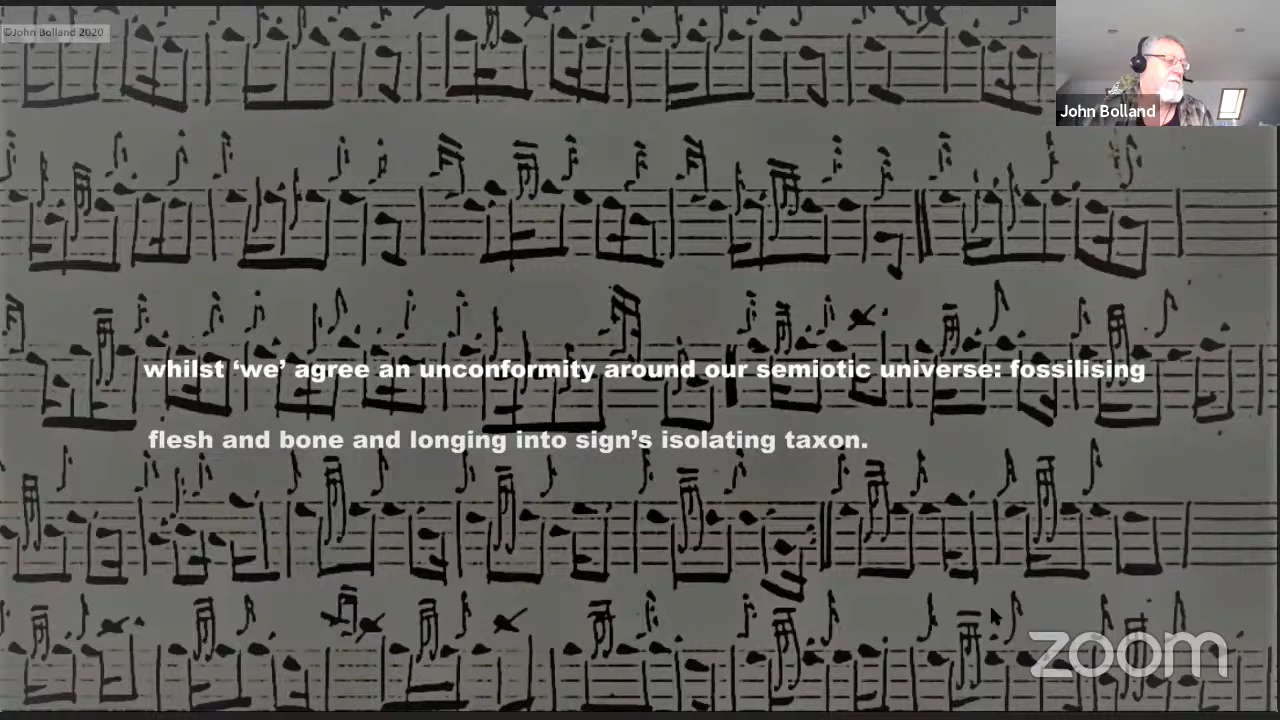 ©John Bolland 2020
John Bolland
whilst ‘we’ agree an unconformity around our semiotic universe: fossilising
flesh and bone and longing into sign’s isolating taxon.
zoom